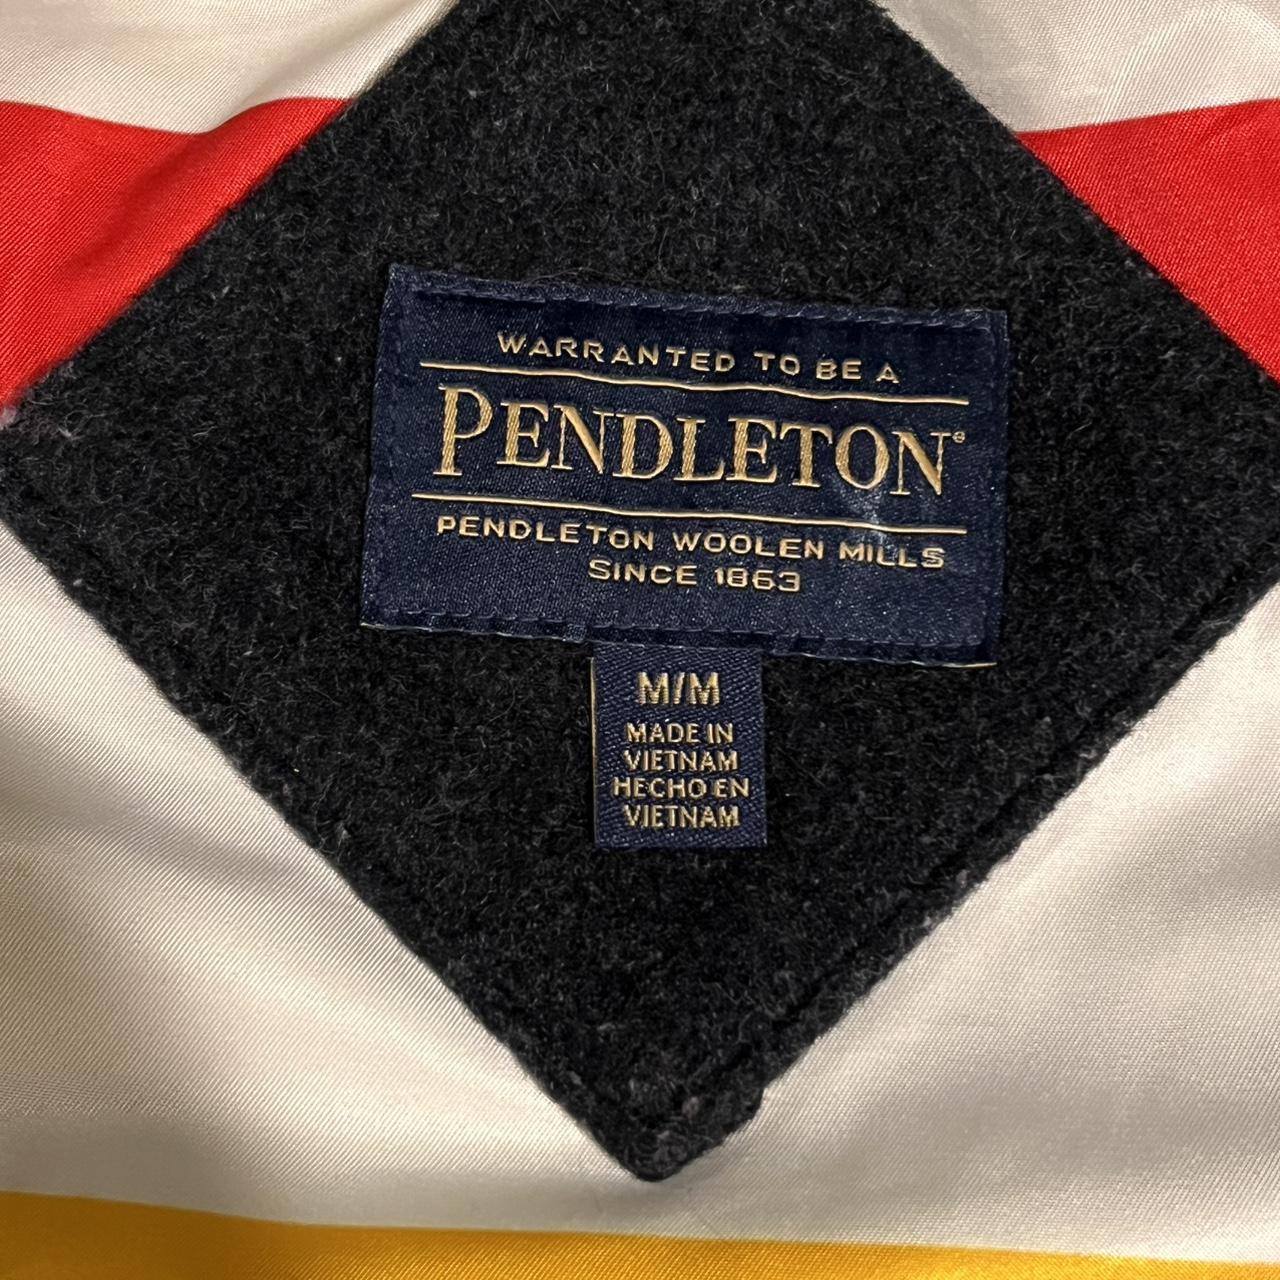 WARRANTED TO BE A
PENDLETON®
PENDLETON WOOLEN MILLS
SINCE 1863
M/M
MADE IN
VIETNAM
HECHO EN
VIETNAM